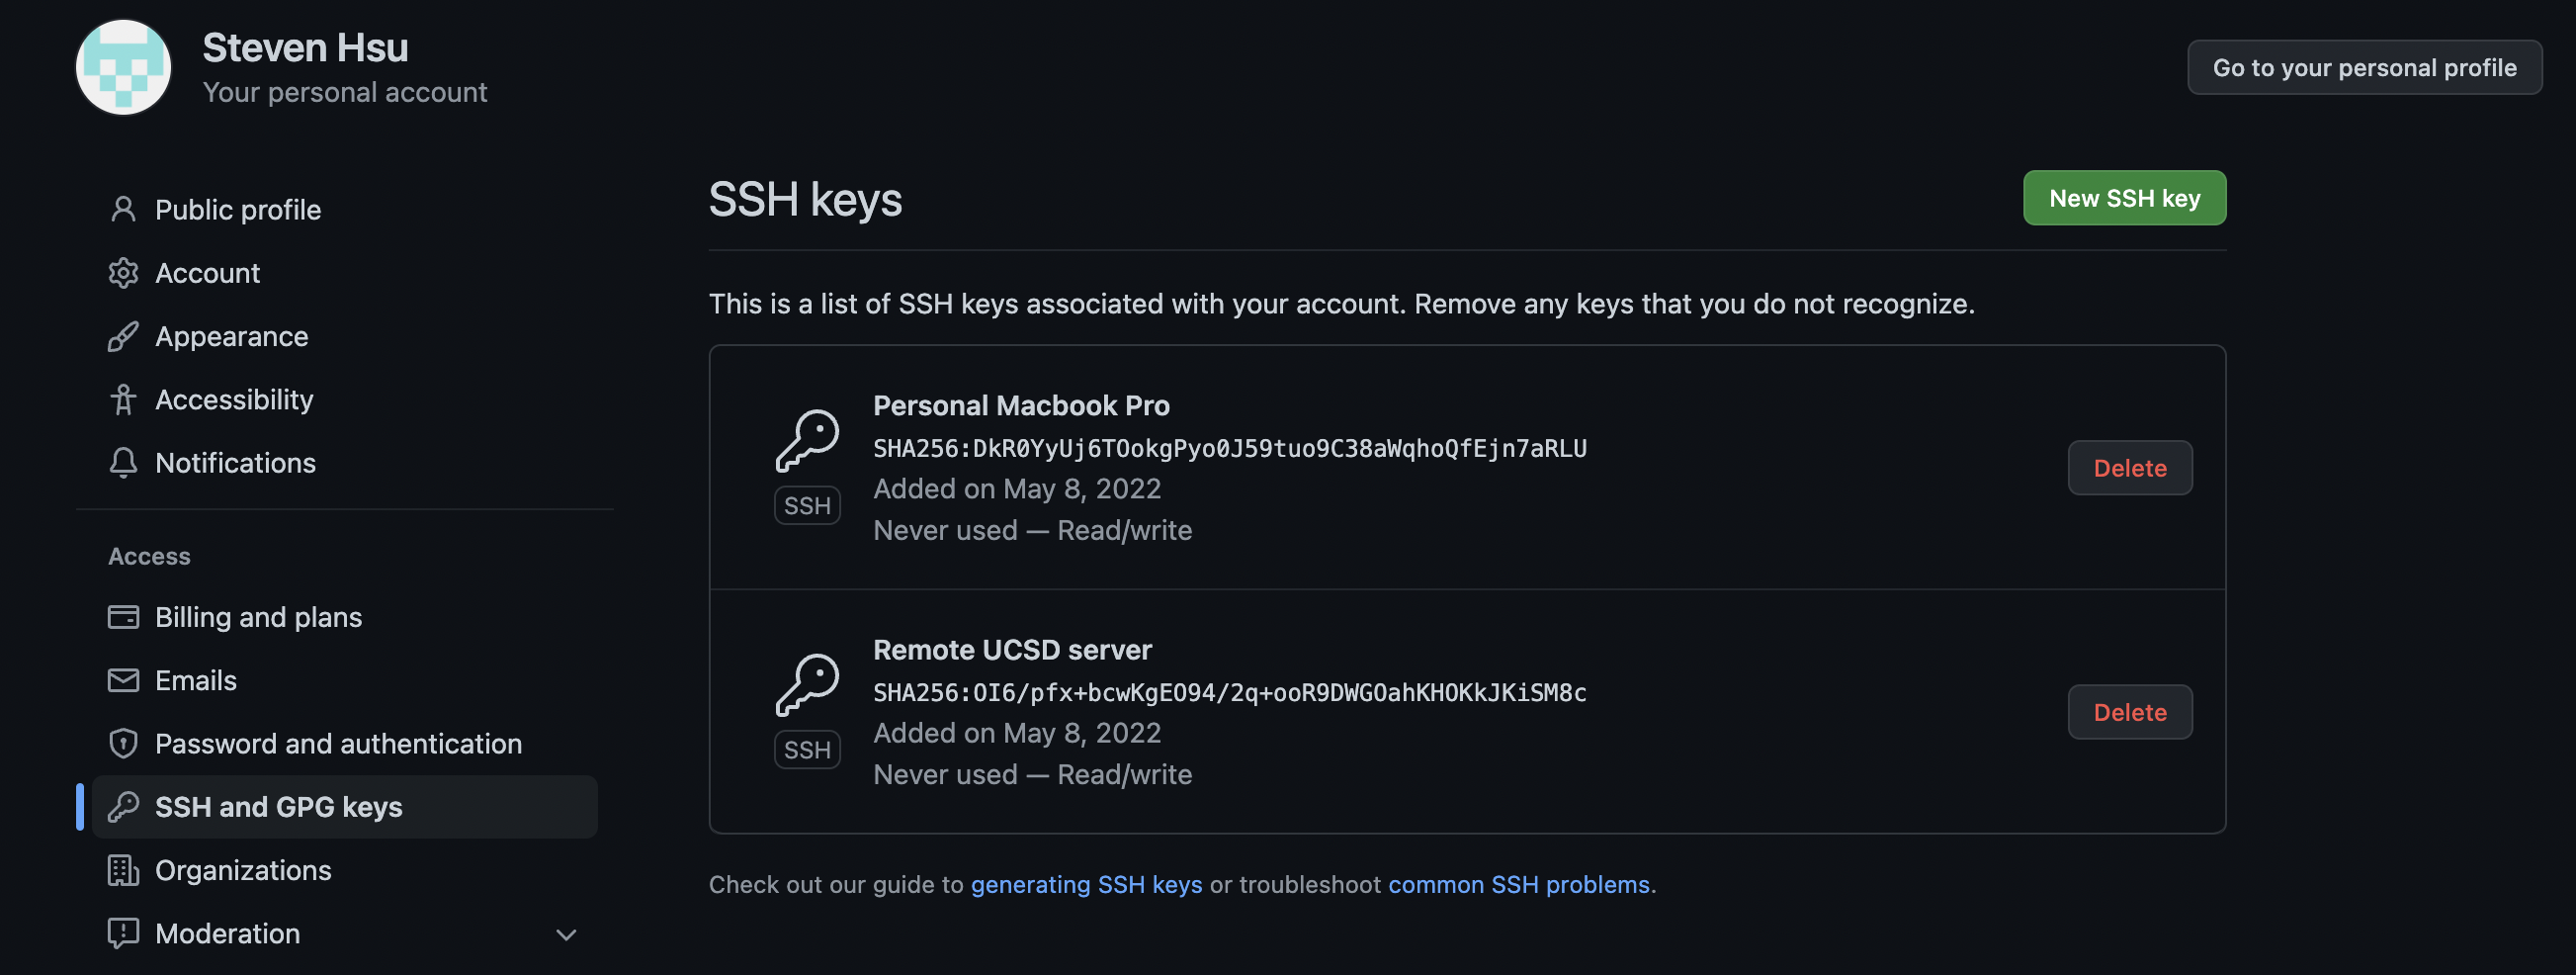 Steven Hsu
Your personal account
Go to your personal profile
Public profile
Account
Appearance
Accessibility
Notifications
Access
Billing and plans
Emails
Password and authentication
SSH and GPG keys
Organizations
Moderation
SSH keys
New SSH key
This is a list of SSH keys associated with your account. Remove any keys that you do not recognize.
SSH
Personal Macbook Pro
SHA256:DkR0YyUj6TOokgPyo0J59tuo9C38aWqhoQfEjn7aRLU
Added on May 8, 2022
Never used — Read/write
Delete
SSH
Remote UCSD server
SHA256:OI6/pfx+bcwKgEO94/2q+ooR9DWGOahKHOKkJKiSM8c
Added on May 8, 2022
Never used — Read/write
Delete
Check out our guide to generating SSH keys or troubleshoot common SSH problems.